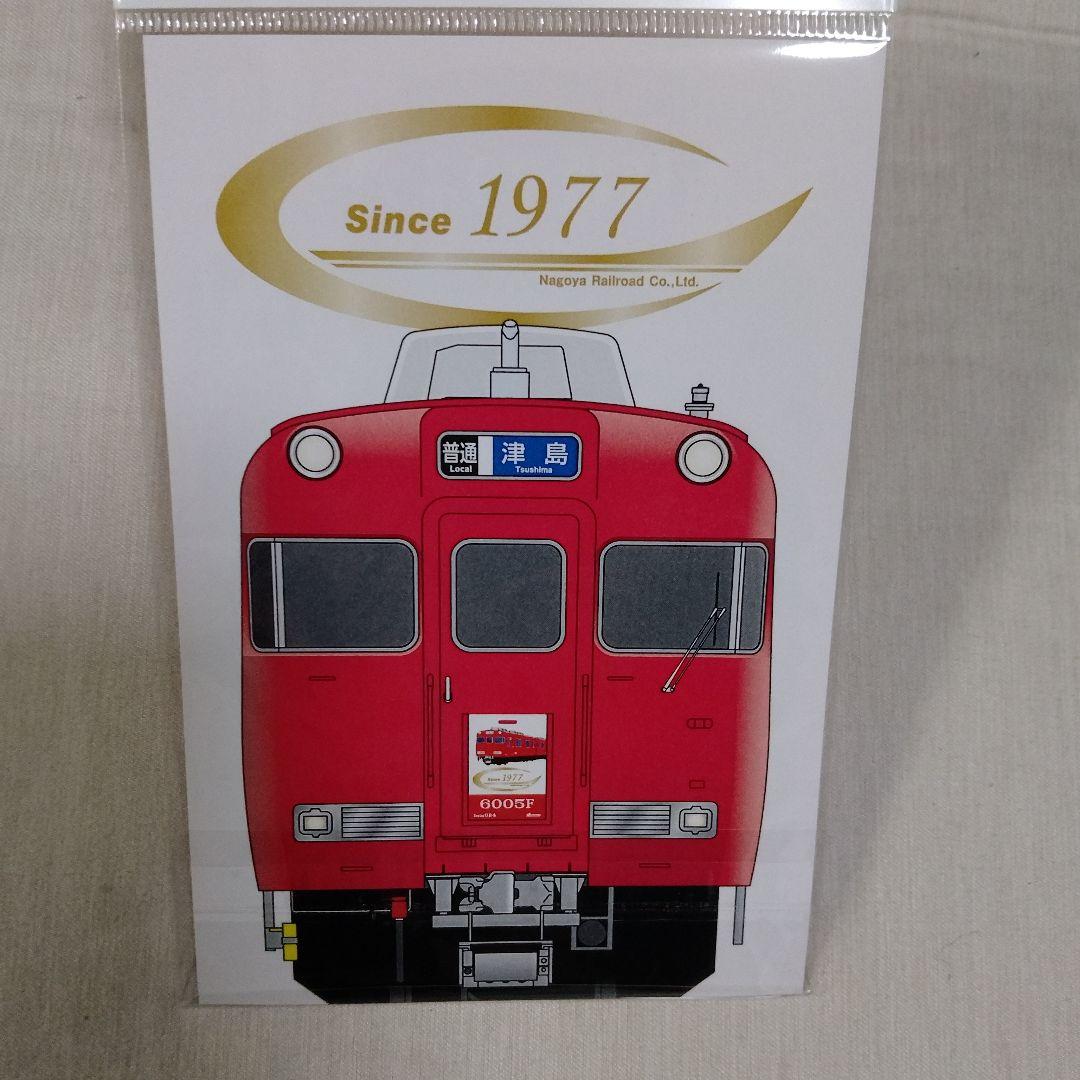 Since 1977
Nagoya Railroad Co.,Ltd.
普通 津島
Local Tsushima
Since 1977
6005F